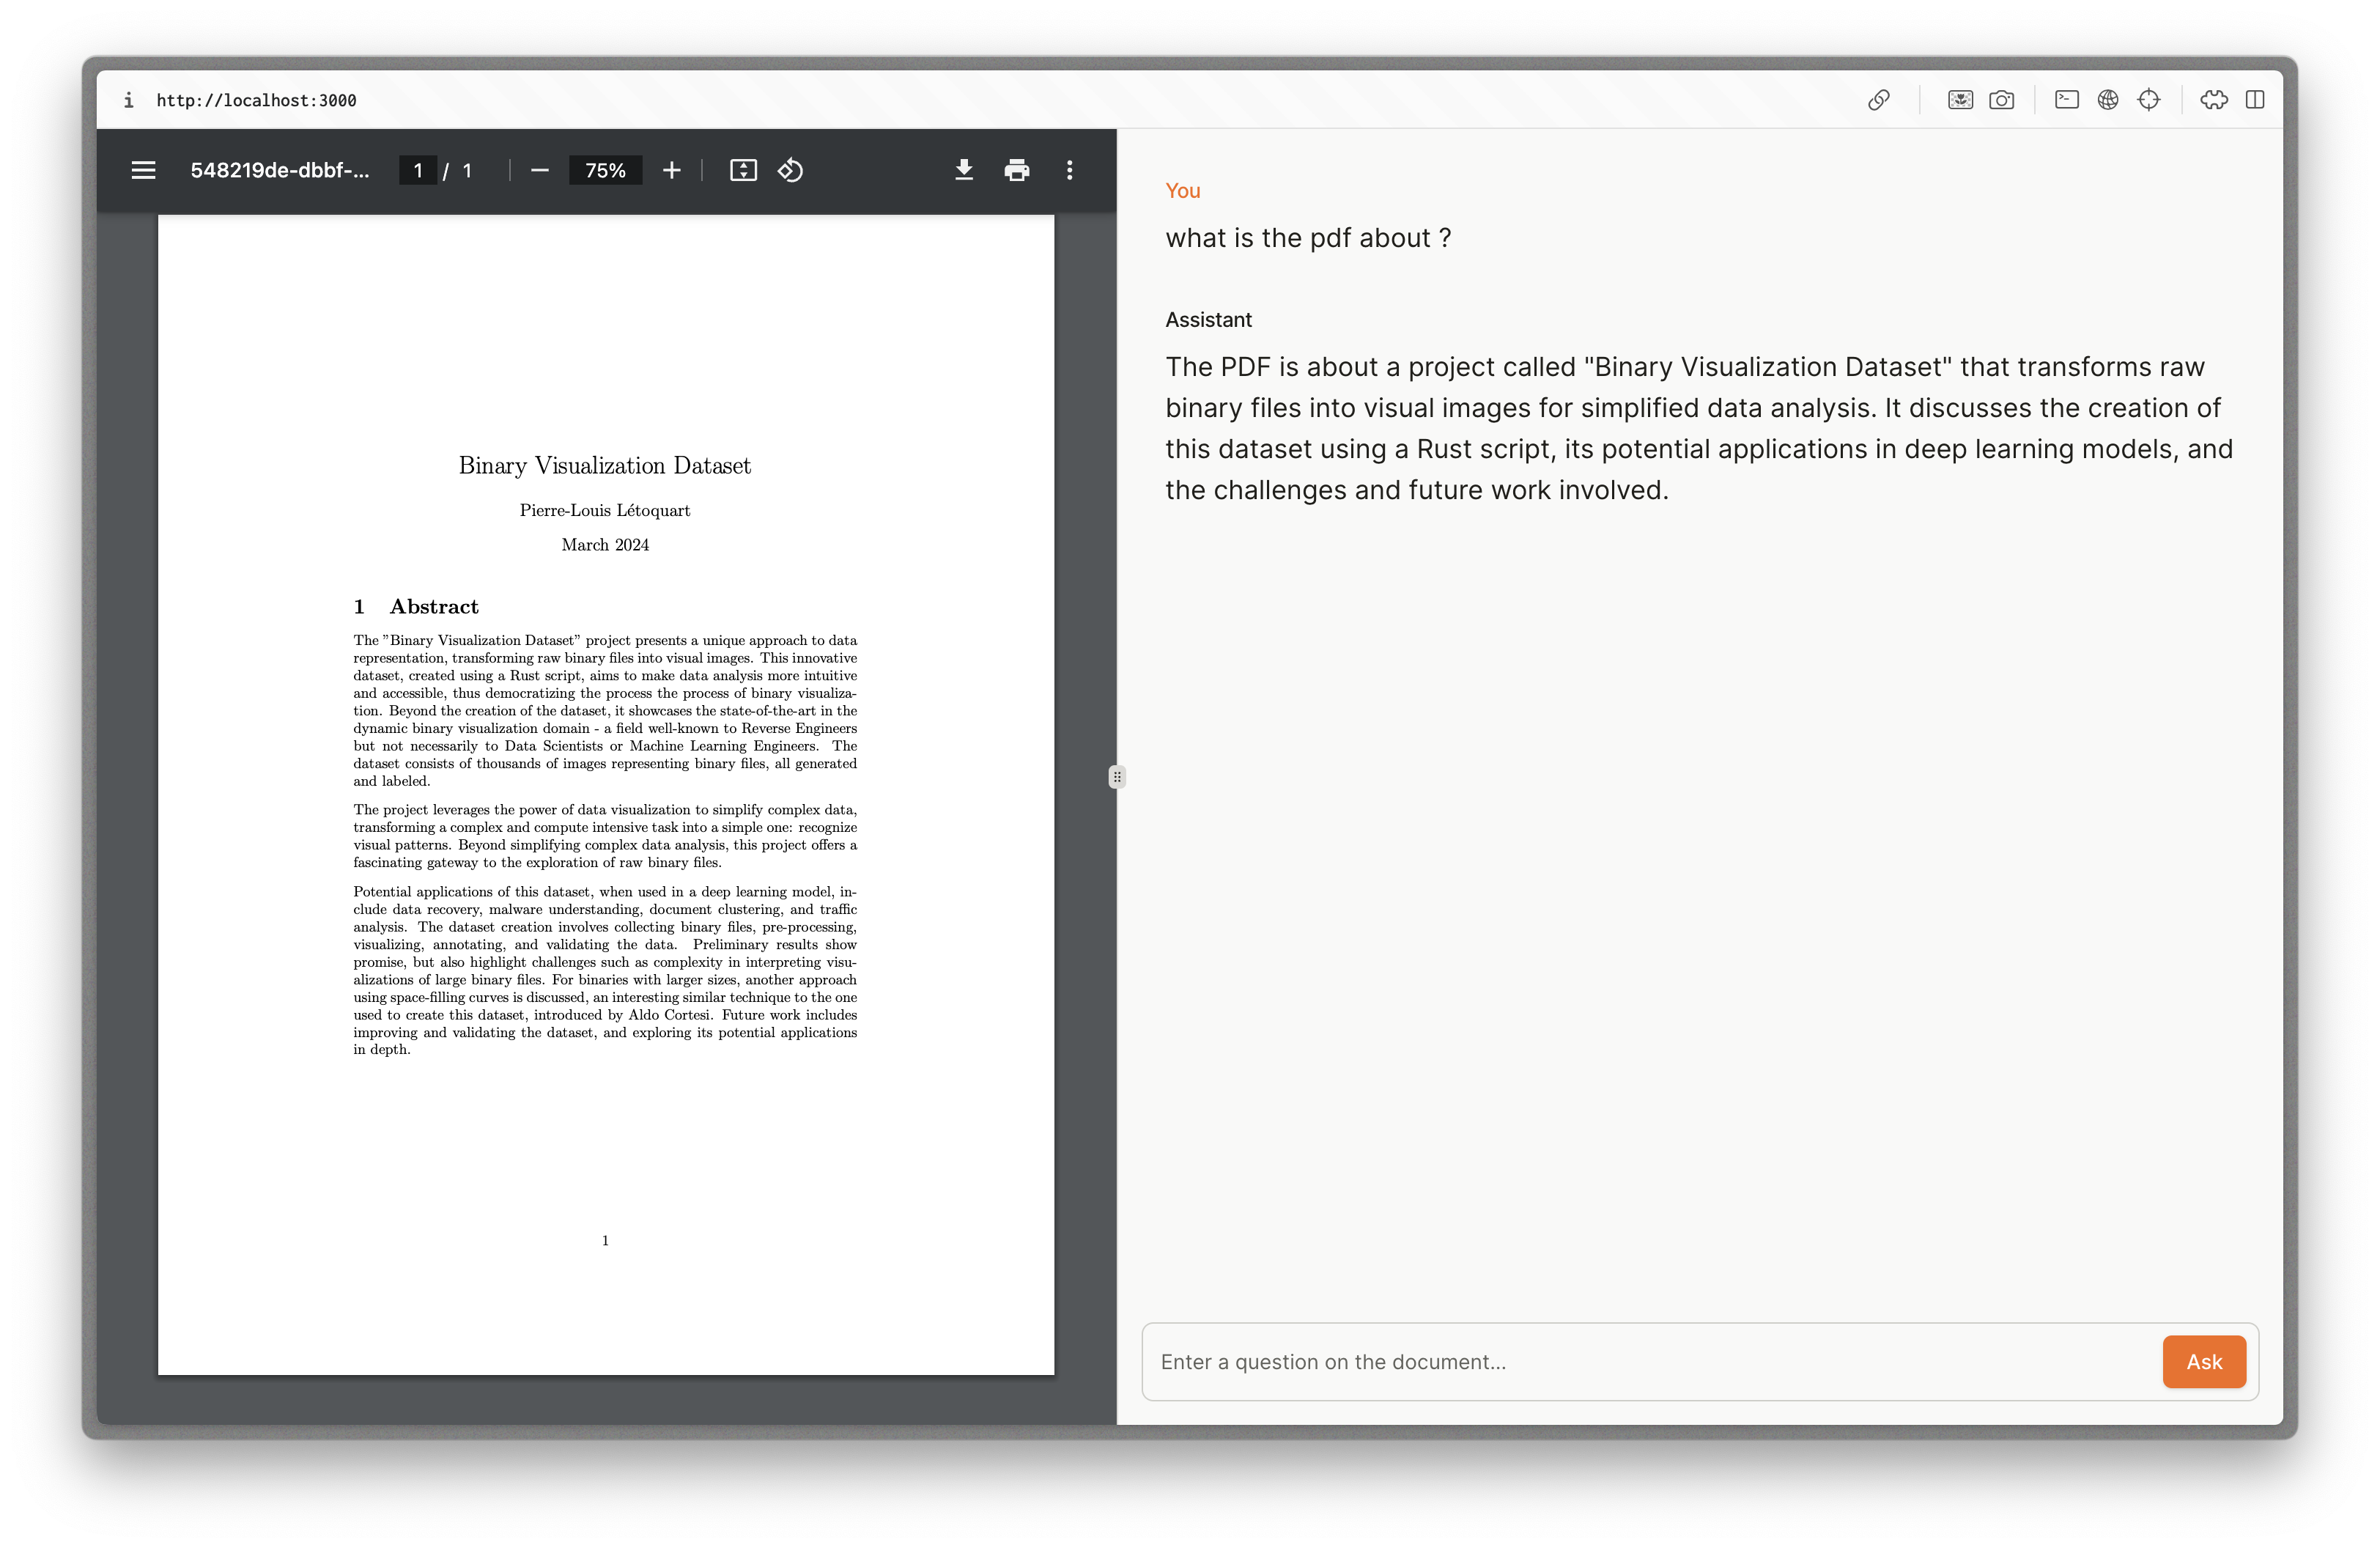 http://localhost:3000
548219de-dbbf-...
1 / 1
75%
Binary Visualization Dataset
Pierre-Louis Létoquart
March 2024
1 Abstract
The ”Binary Visualization Dataset” project presents a unique approach to data
representation, transforming raw binary files into visual images. This innovative
dataset, created using a Rust script, aims to make data analysis more intuitive
and accessible, thus democratizing the process the process of binary visualiza-
tion. Beyond the creation of the dataset, it showcases the state-of-the-art in the
dynamic binary visualization domain - a field well-known to Reverse Engineers
but not necessarily to Data Scientists or Machine Learning Engineers. The
dataset consists of thousands of images representing binary files, all generated
and labeled.
The project leverages the power of data visualization to simplify complex data,
transforming a complex and compute intensive task into a simple one: recognize
visual patterns. Beyond simplifying complex data analysis, this project offers a
fascinating gateway to the exploration of raw binary files.
Potential applications of this dataset, when used in a deep learning model, in-
clude data recovery, malware understanding, document clustering, and traffic
analysis. The dataset creation involves collecting binary files, pre-processing,
visualizing, annotating, and validating the data. Preliminary results show
promise, but also highlight challenges such as complexity in interpreting visu-
alizations of large binary files. For binaries with larger sizes, another approach
using space-filling curves is discussed, an interesting similar technique to the one
used to create this dataset, introduced by Aldo Cortesi. Future work includes
improving and validating the dataset, and exploring its potential applications
in depth.
1
You
what is the pdf about ?
Assistant
The PDF is about a project called "Binary Visualization Dataset" that transforms raw
binary files into visual images for simplified data analysis. It discusses the creation of
this dataset using a Rust script, its potential applications in deep learning models, and
the challenges and future work involved.
Enter a question on the document...
Ask